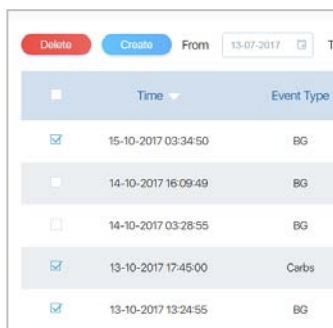 Delete Create From 13-07-2017 T
Time Event Type
15-10-2017 03:34:50 BG
14-10-2017 16:09:49 BG
14-10-2017 03:28:55 BG
13-10-2017 17:45:00 Carbs
13-10-2017 13:24:55 BG